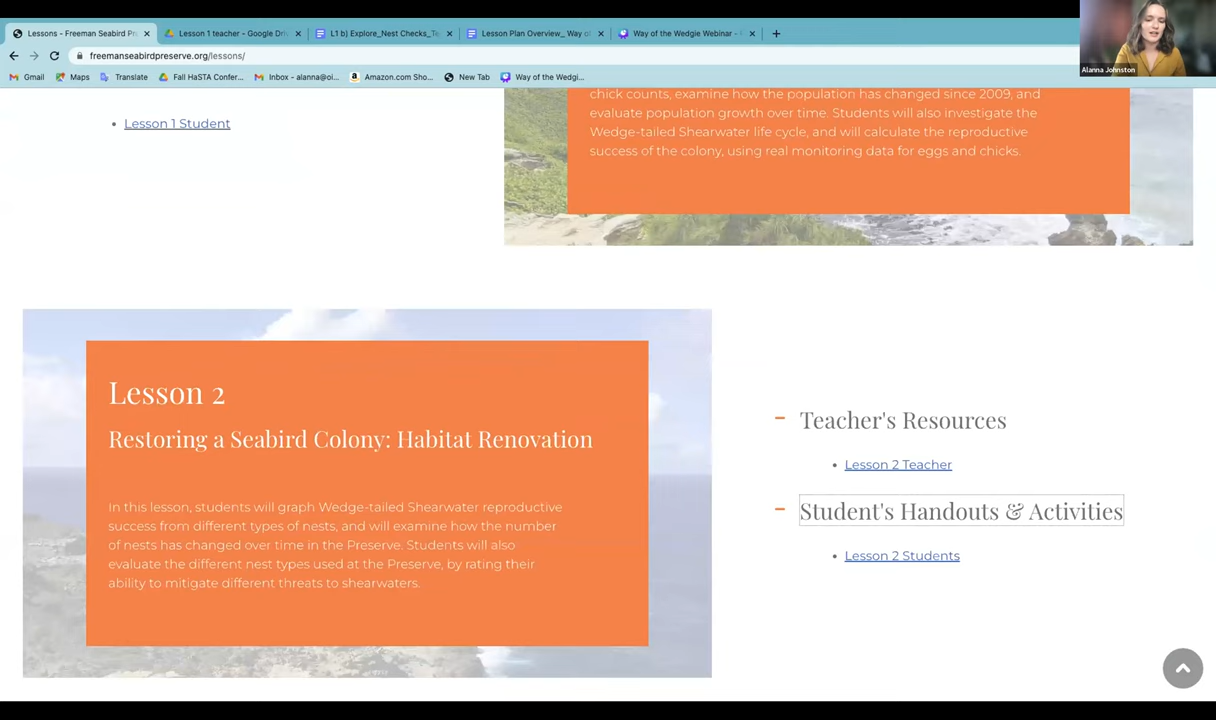 Lessons - Freeman Seabird Pr
Lesson 1 teacher - Google Dri
L1 b) Explore_Nest Checks_Te
Lesson Plan Overview_ Way of
Way of the Wedgie Webinar -
freemanseabirdpreserve.org/lessons/
Gmail
Maps
Translate
Fall HaSTA Confer...
Inbox - alanna@oi...
Amazon.com Sho...
New Tab
Way of the Wedgi...
Alanna Johnston
Lesson 1 Student
chick counts, examine how the population has changed since 2009, and
evaluate population growth over time. Students will also investigate the
Wedge-tailed Shearwater life cycle, and will calculate the reproductive
success of the colony, using real monitoring data for eggs and chicks.
Lesson 2
Restoring a Seabird Colony: Habitat Renovation
In this lesson, students will graph Wedge-tailed Shearwater reproductive
success from different types of nests, and will examine how the number
of nests has changed over time in the Preserve. Students will also
evaluate the different nest types used at the Preserve, by rating their
ability to mitigate different threats to shearwaters.
Teacher's Resources
Lesson 2 Teacher
Student's Handouts & Activities
Lesson 2 Students